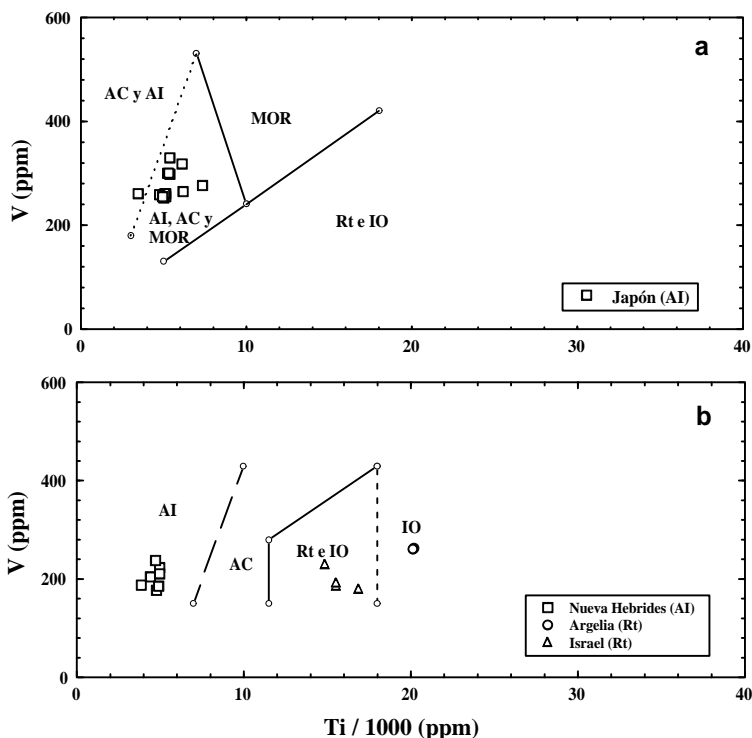 600
a
AC y AI
MOR
400
V (ppm)
200
AI, AC y
MOR
Rt e IO
Japón (AI)
0
0
10
20
30
40
600
b
AI
400
IO
V (ppm)
AC
Rt e IO
200
Nueva Hebrides (AI)
Argelia (Rt)
Israel (Rt)
0
0
10
20
30
40
Ti / 1000 (ppm)